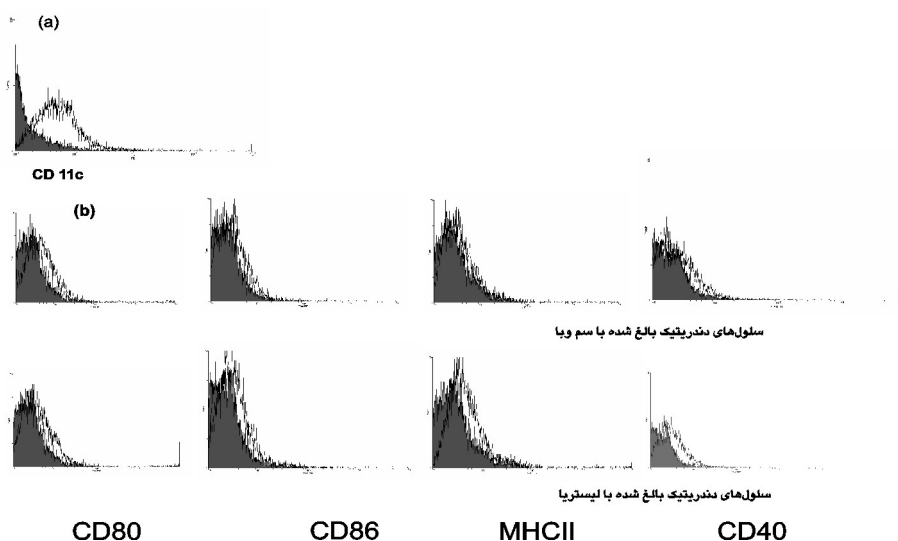 (a)
CD 11c
(b)
سلول‌های دندریتیک بالغ شده با سم وبا
سلول‌های دندریتیک بالغ شده با لیستریا
CD80 CD86 MHCII CD40